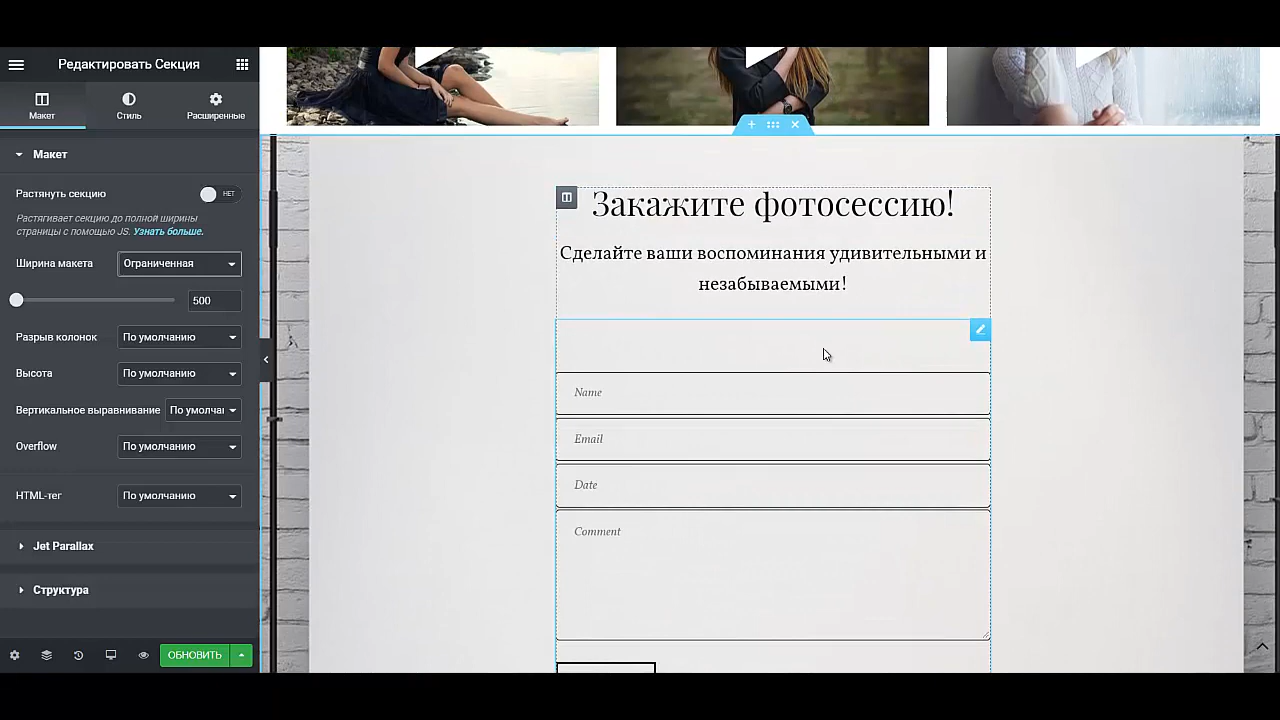 Редактировать Секция
Макет
Стиль
Расширенные
Макет
Растянуть секцию
НЕТ
Растягивает секцию до полной ширины
страницы с помощью JS. Узнать больше.
Ширина макета
Ограниченная
500
Разрыв колонок
По умолчанию
Высота
По умолчанию
Вертикальное выравнивание
По умолчан
Overflow
По умолчанию
HTML-тег
По умолчанию
Jet Parallax
Структура
ОБНОВИТЬ
Закажите фотосессию!
Сделайте ваши воспоминания удивительными и
незабываемыми!
Name
Email
Date
Comment